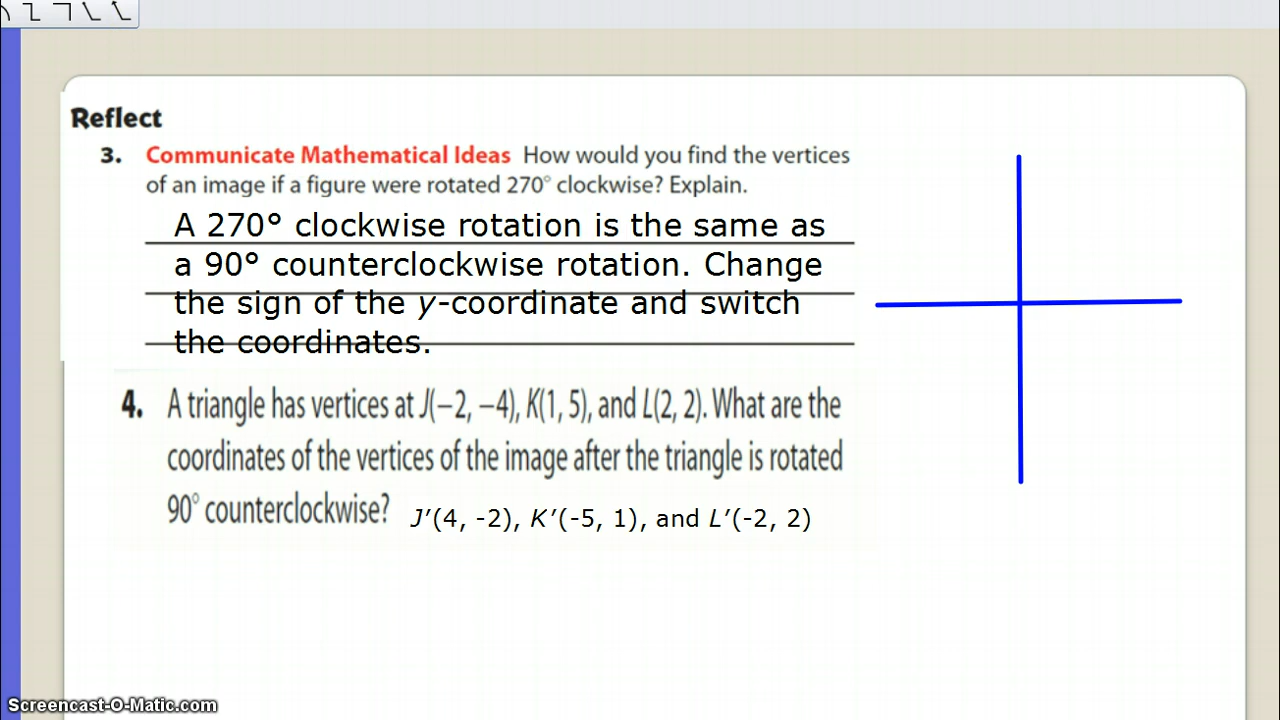 Reflect
3. Communicate Mathematical Ideas How would you find the vertices
of an image if a figure were rotated 270° clockwise? Explain.
A 270° clockwise rotation is the same as
a 90° counterclockwise rotation. Change
the sign of the y-coordinate and switch
the coordinates.
4. A triangle has vertices at J(−2, −4), K(1, 5), and L(2, 2). What are the
coordinates of the vertices of the image after the triangle is rotated
90° counterclockwise? J′(4, -2), K′(-5, 1), and L′(-2, 2)
Screencast-O-Matic.com